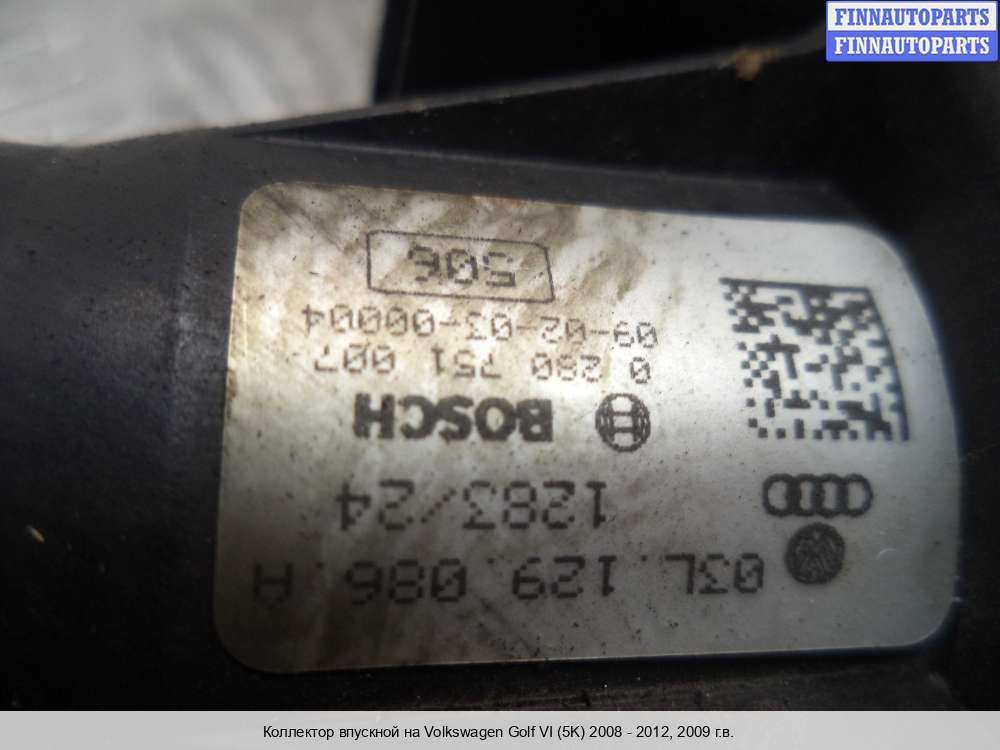 FINNAUTOPARTS
FINNAUTOPARTS
03L.129.086.A
1283/24
BOSCH
0 280 751 007
09-02-03-00004
506
Коллектор впускной на Volkswagen Golf VI (5K) 2008 - 2012, 2009 г.в.